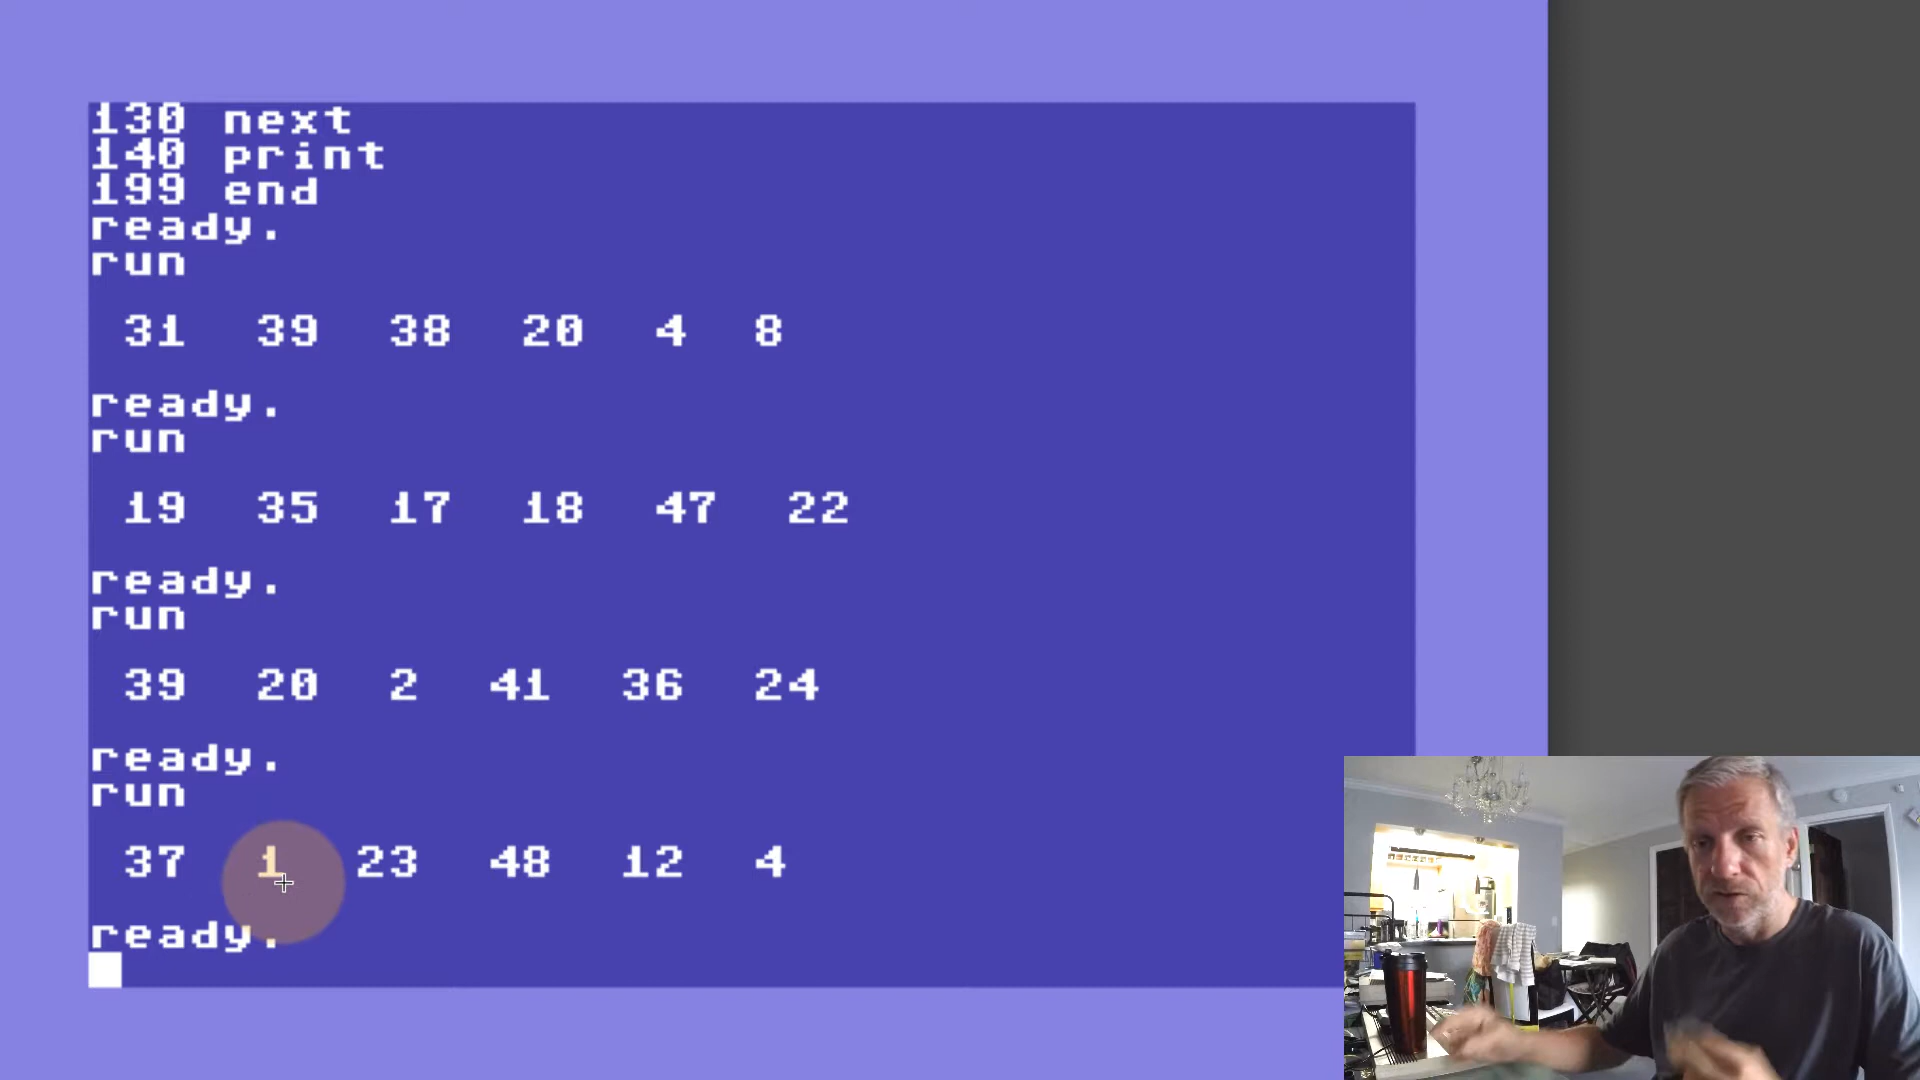 130 next
140 print
199 end
ready.
run
31 39 38 20 4 8
ready.
run
19 35 17 18 47 22
ready.
run
39 20 2 41 36 24
ready.
run
37 1 23 48 12 4
ready.